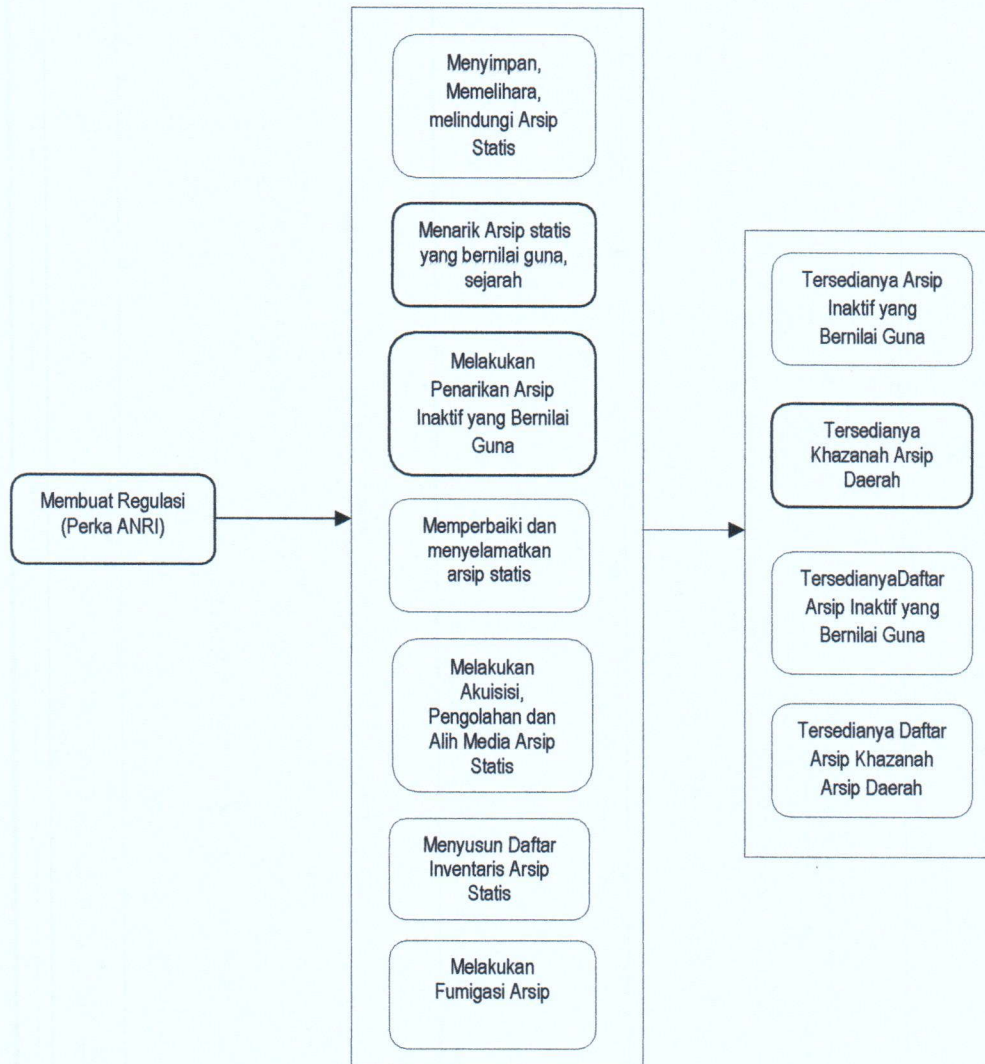 Membuat Regulasi
(Perka ANRI)
Menyimpan,
Memelihara,
melindungi Arsip
Statis
Menarik Arsip statis
yang bernilai guna,
sejarah
Melakukan
Penarikan Arsip
Inaktif yang Bernilai
Guna
Memperbaiki dan
menyelamatkan
arsip statis
Melakukan
Akuisisi,
Pengolahan dan
Alih Media Arsip
Statis
Menyusun Daftar
Inventaris Arsip
Statis
Melakukan
Fumigasi Arsip
Tersedianya Arsip
Inaktif yang
Bernilai Guna
Tersedianya
Khazanah Arsip
Daerah
TersedianyaDaftar
Arsip Inaktif yang
Bernilai Guna
Tersedianya Daftar
Arsip Khazanah
Arsip Daerah